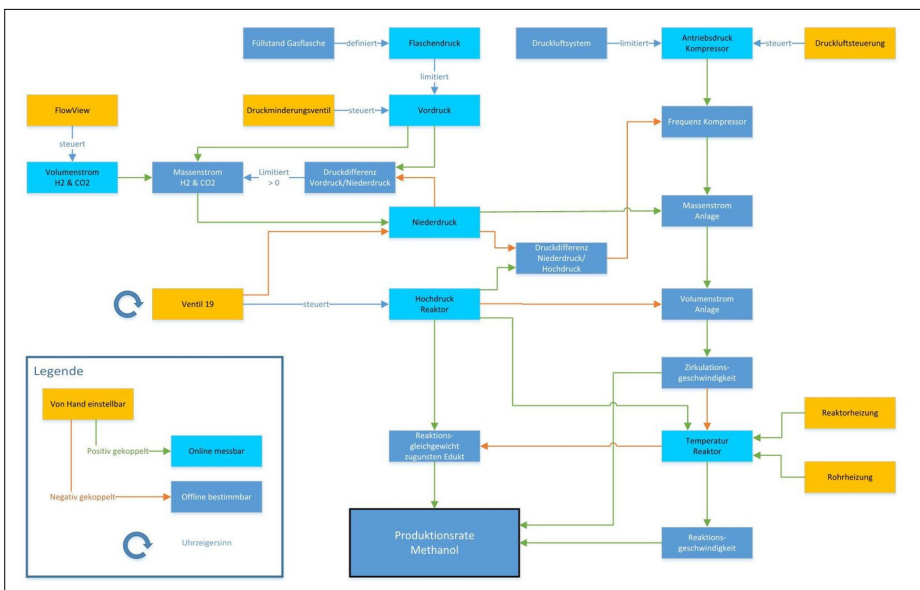 Füllstand Gasflasche
definiert
Flaschendruck
Druckluftsystem
limitiert
Antriebsdruck
Kompressor
steuert
Druckluftsteuerung
limitiert
FlowView
Druckminderungsventil
steuert
Vordruck
Frequenz Kompressor
steuert
Volumenstrom
H2 & CO2
Massenstrom
H2 & CO2
Limitiert
> 0
Druckdifferenz
Vordruck/Niederdruck
Niederdruck
Massenstrom
Anlage
Druckdifferenz
Niederdruck/
Hochdruck
Ventil 19
steuert
Hochdruck
Reaktor
Volumenstrom
Anlage
Zirkulations-
geschwindigkeit
Legende
Von Hand einstellbar
Positiv gekoppelt
Online messbar
Negativ gekoppelt
Offline bestimmbar
Uhrzeigersinn
Reaktions-
gleichgewicht
zugunsten Edukt
Temperatur
Reaktor
Reaktorheizung
Rohrheizung
Produktionsrate
Methanol
Reaktions-
geschwindigkeit